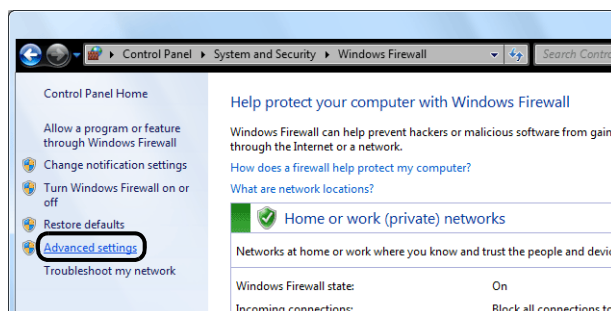 Control Panel ▸ System and Security ▸ Windows Firewall
Search Contro
Control Panel Home
Allow a program or feature
through Windows Firewall
Change notification settings
Turn Windows Firewall on or
off
Restore defaults
Advanced settings
Troubleshoot my network
Help protect your computer with Windows Firewall
Windows Firewall can help prevent hackers or malicious software from gain
through the Internet or a network.
How does a firewall help protect my computer?
What are network locations?
Home or work (private) networks
Networks at home or work where you know and trust the people and devic
Windows Firewall state: On
Incoming connections: Block all connections to